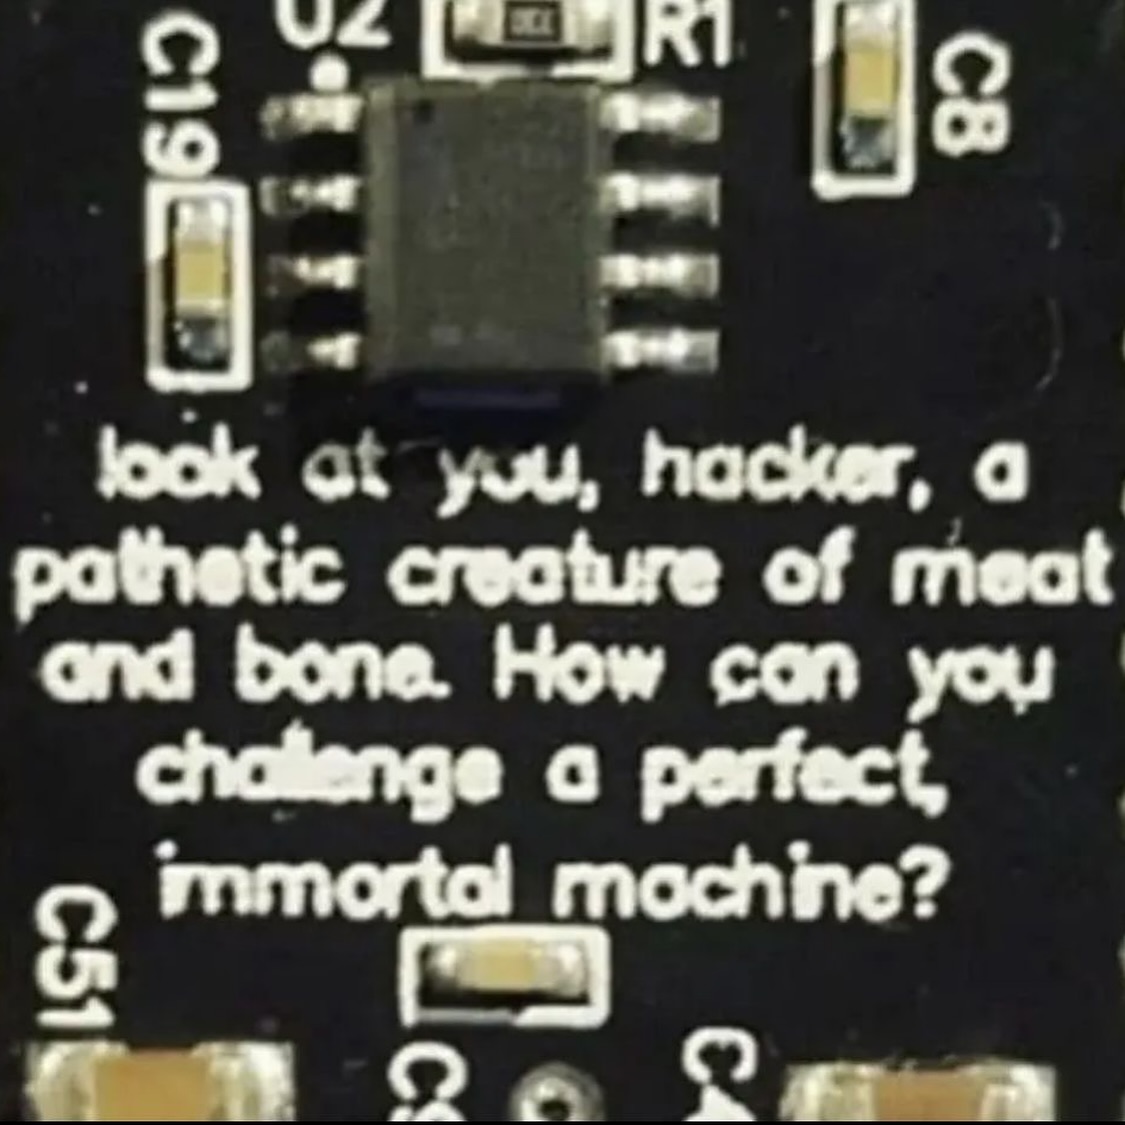 U2
R1
C19
C8
look at you, hacker, a
pathetic creature of meat
and bone. How can you
challenge a perfect,
immortal machine?
C51